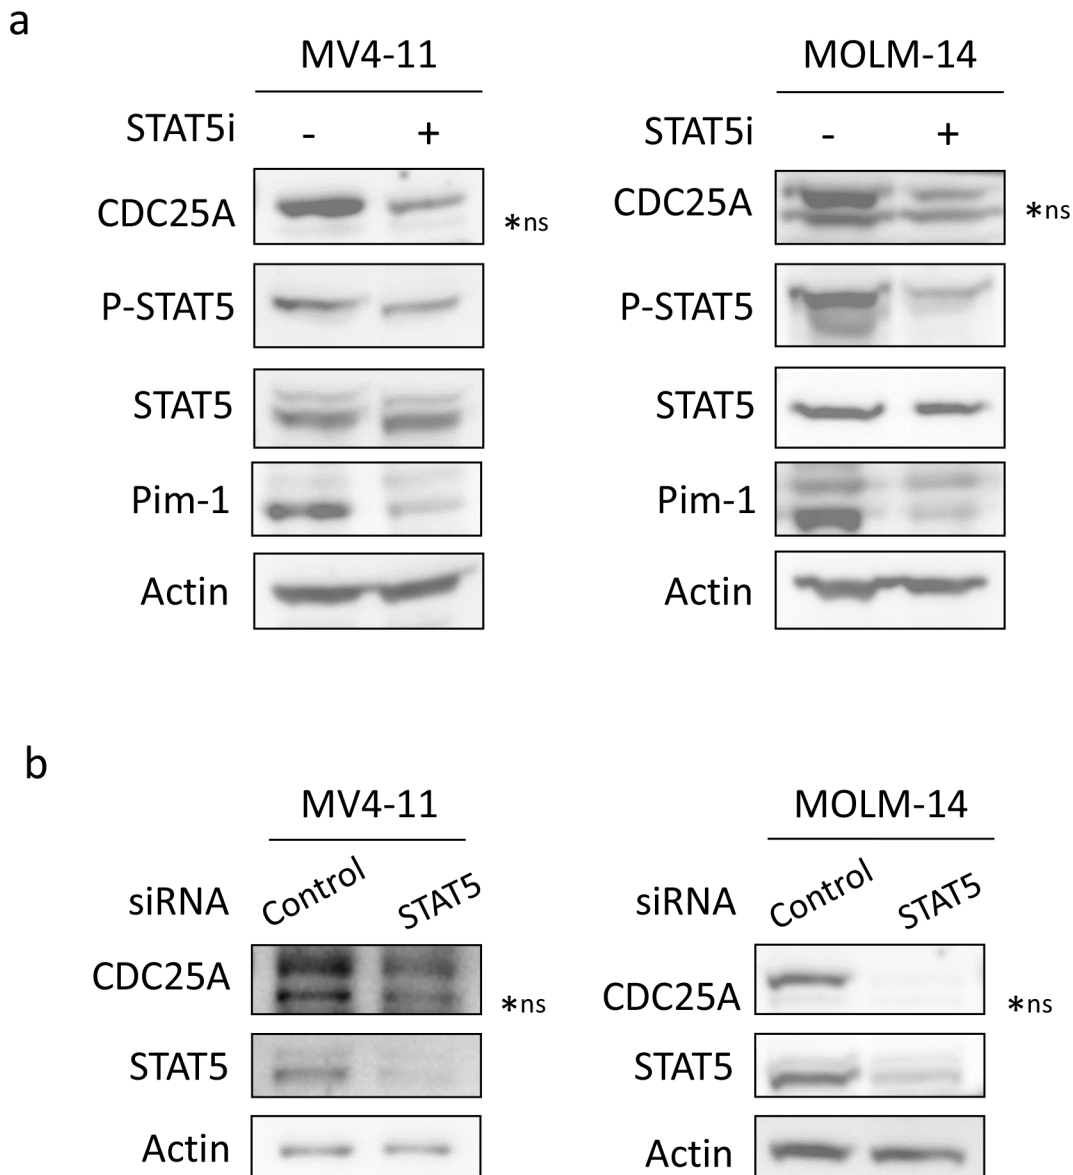 a
MV4-11
MOLM-14
STAT5i - +
STAT5i - +
CDC25A *ns
CDC25A *ns
P-STAT5
P-STAT5
STAT5
STAT5
Pim-1
Pim-1
Actin
Actin
b
MV4-11
MOLM-14
siRNA Control STAT5
siRNA Control STAT5
CDC25A *ns
CDC25A *ns
STAT5
STAT5
Actin
Actin